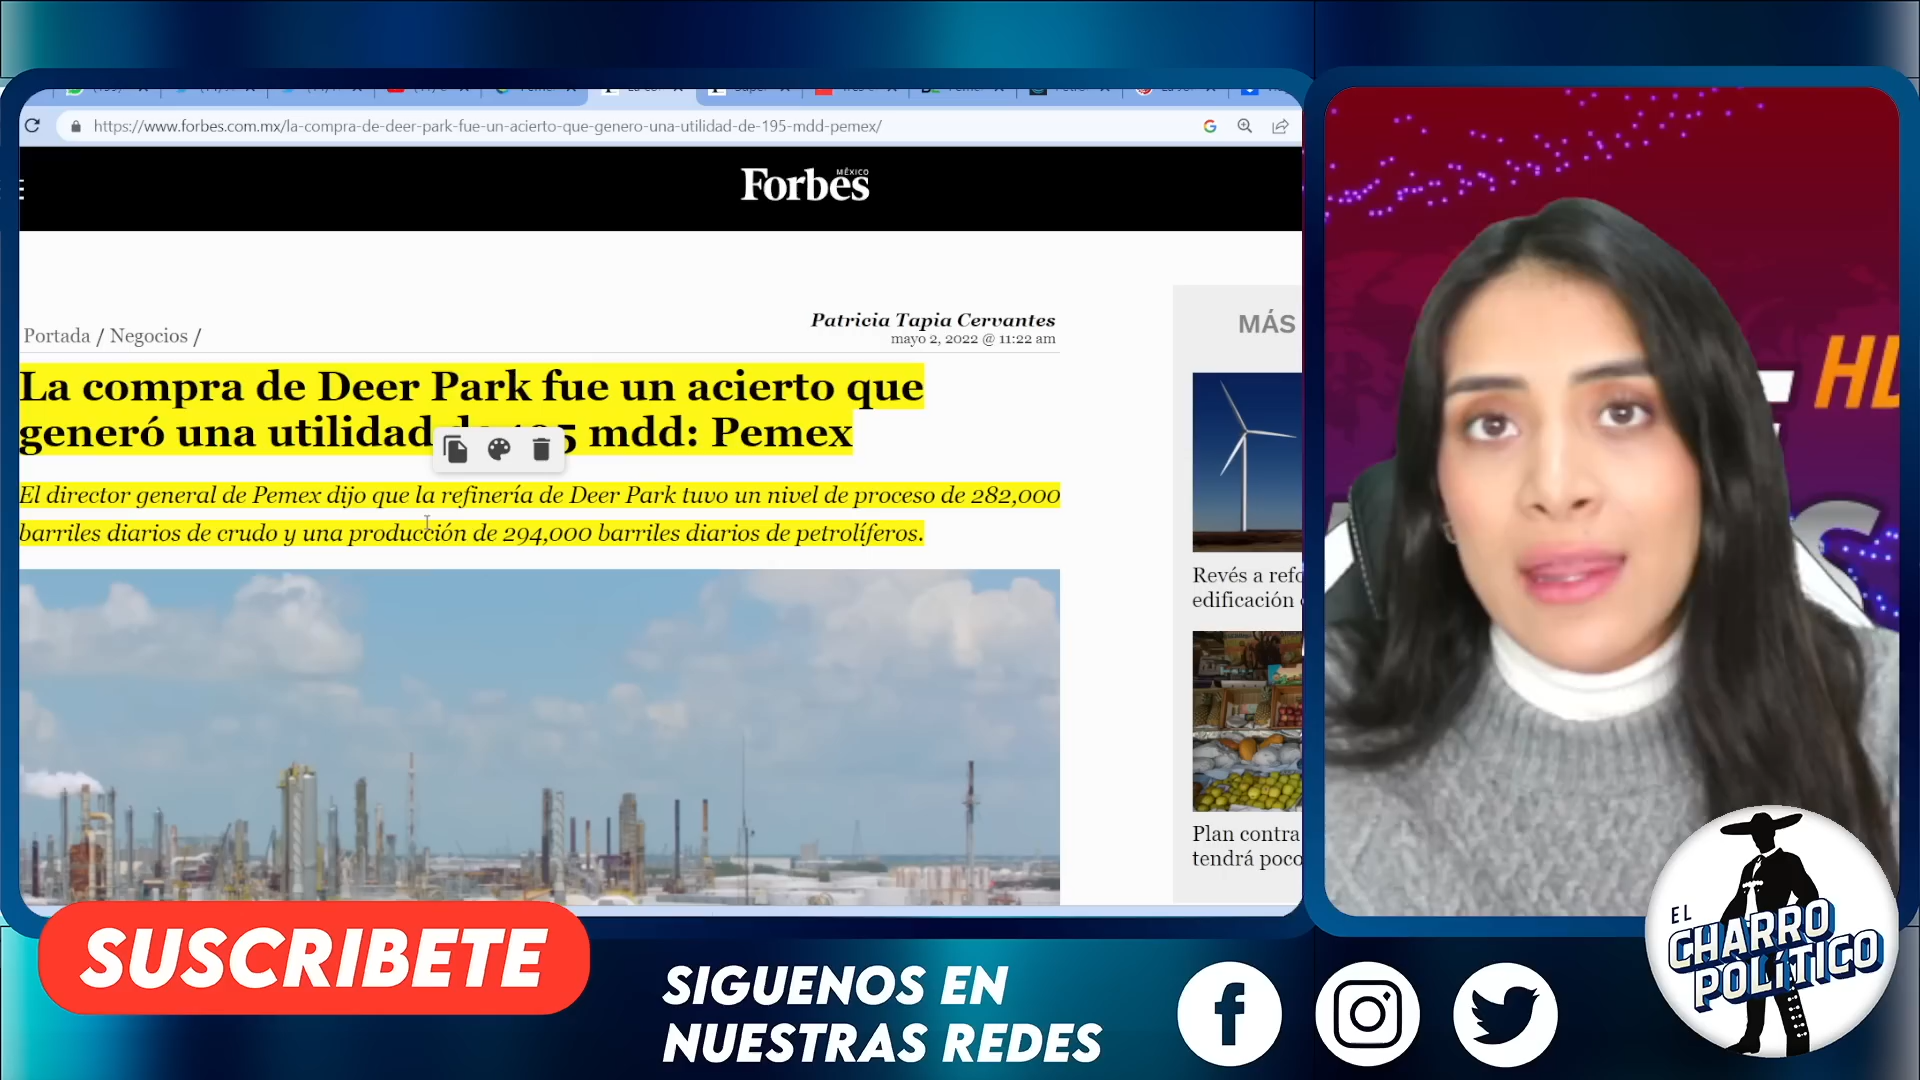 https://www.forbes.com.mx/la-compra-de-deer-park-fue-un-acierto-que-genero-una-utilidad-de-195-mdd-pemex/
Forbes
MÉXICO
Patricia Tapia Cervantes
Portada / Negocios /
mayo 2, 2022 @ 11:22 am
La compra de Deer Park fue un acierto que
generó una utilidad de 195 mdd: Pemex
El director general de Pemex dijo que la refinería de Deer Park tuvo un nivel de proceso de 282,000
barriles diarios de crudo y una producción de 294,000 barriles diarios de petrolíferos.
MÁS
Revés a refo
edificación
Plan contra
tendrá poco
SUSCRIBETE
SIGUENOS EN
NUESTRAS REDES
EL
CHARRO
POLÍTICO